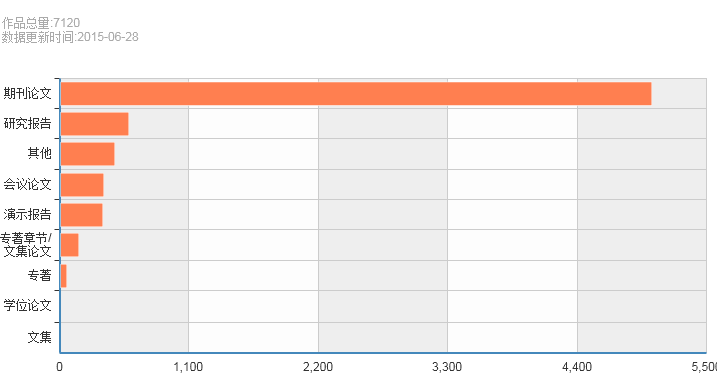 作品总量:7120
数据更新时间:2015-06-28
期刊论文
研究报告
其他
会议论文
演示报告
专著章节/
文集论文
专著
学位论文
文集
0 1,100 2,200 3,300 4,400 5,500